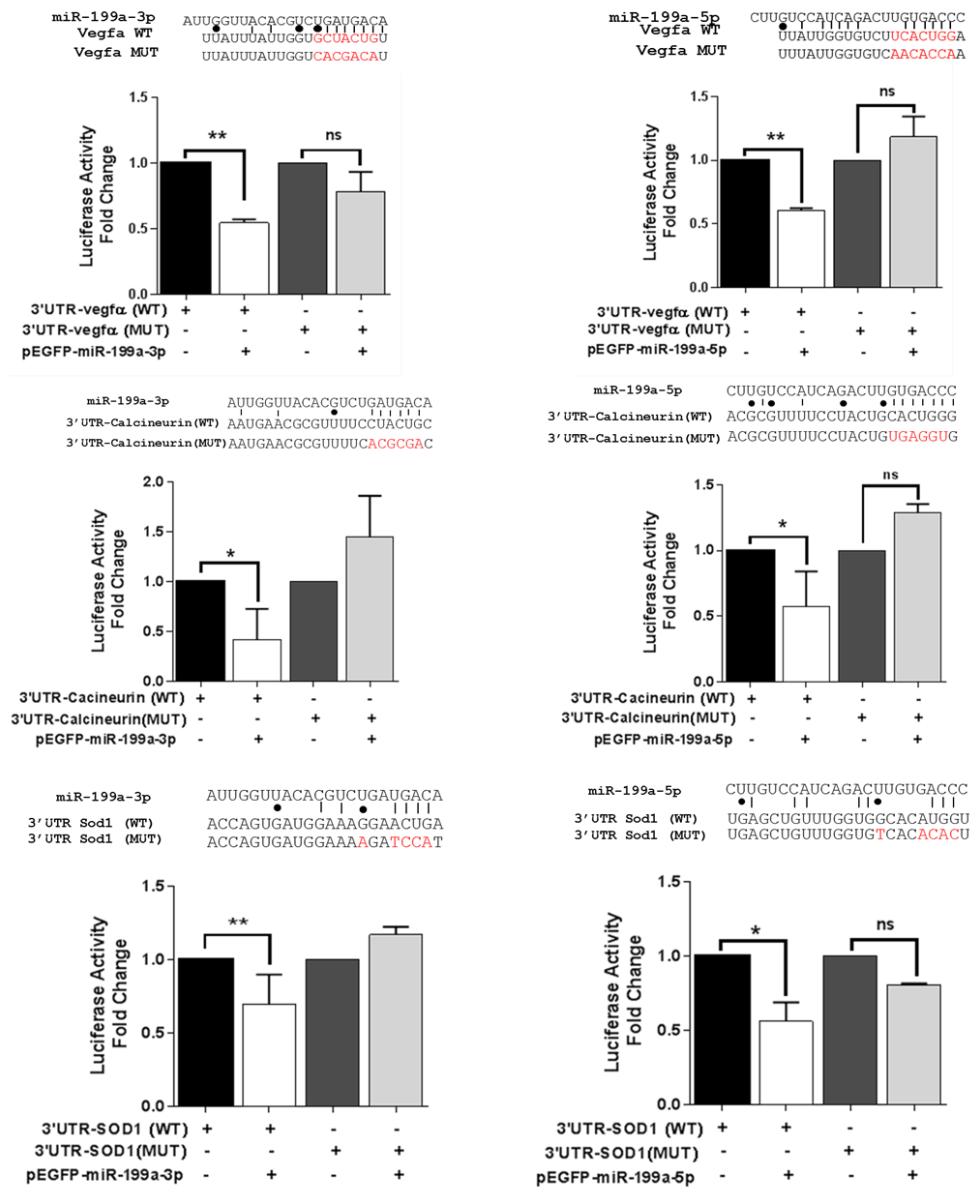 miR-199a-3p AUUGGUUACACGUCUGAUGACA
Vegfa WT UUAUUUAUUGGUGCUACUGU
Vegfa MUT UUAUUUAUUGGUCACGACAU
Luciferase Activity
Fold Change
1.5
1.0
0.5
0.0
**
ns
3'UTR-vegfα (WT) + + - -
3'UTR-vegfα (MUT) - - + +
pEGFP-miR-199a-3p - + - +
miR-199a-5p CUUGUCCAUCAGACUUGUGACCC
Vegfa WT UUAUUGGUGUCUUUCACUGGA
Vegfa MUT UUUAUUGGUGUCAACACCAA
Luciferase Activity
Fold Change
1.5
1.0
0.5
0.0
**
ns
3'UTR-vegfα (WT) + + - -
3'UTR-vegfα (MUT) - - + +
pEGFP-miR-199a-5p - + - +
miR-199a-3p AUUGGUUACACGUCUGAUGACA
3'UTR-Calcineurin(WT) AAUGAACGCGUUUUCCUACUGC
3'UTR-Calcineurin(MUT) AAUGAACGCGUUUUCACGCGAC
Luciferase Activity
Fold Change
2.0
1.5
1.0
0.5
0.0
*
3'UTR-Cacineurin (WT) + + - -
3'UTR-Calcineurin(MUT) - - + +
pEGFP-miR-199a-3p - + - +
miR-199a-5p CUUGUCCAUCAGACUUGUGACCC
3'UTR-Calcineurin(WT) ACGCGUUUUCCUACUGCACUGGG
3'UTR-Calcineurin(MUT) ACGCGUUUUCCUACUGUGAGGUG
Luciferase Activity
Fold Change
1.5
1.0
0.5
0.0
*
ns
3'UTR-Cacineurin (WT) + + - -
3'UTR-Calcineurin(MUT) - - + +
pEGFP-miR-199a-5p - + - +
miR-199a-3p AUUGGUUACACGUCUGAUGACA
3'UTR Sod1 (WT) ACCAGUGAUGGAAAGGAACUGA
3'UTR Sod1 (MUT) ACCAGUGAUGGAAAAGATCCAT
Luciferase Activity
Fold Change
1.5
1.0
0.5
0.0
**
3'UTR-SOD1 (WT) + + - -
3'UTR-SOD1(MUT) - - + +
pEGFP-miR-199a-3p - + - +
miR-199a-5p CUUGUCCAUCAGACUUGUGACCC
3'UTR Sod1 (WT) UGAGCUGUUUGGUGGCACAUGGU
3'UTR Sod1 (MUT) UGAGCUGUUUGGUGTCACACACU
Luciferase Activity
Fold Change
1.5
1.0
0.5
0.0
*
ns
3'UTR-SOD1 (WT) + + - -
3'UTR-SOD1(MUT) - - + +
pEGFP-miR-199a-5p - + - +